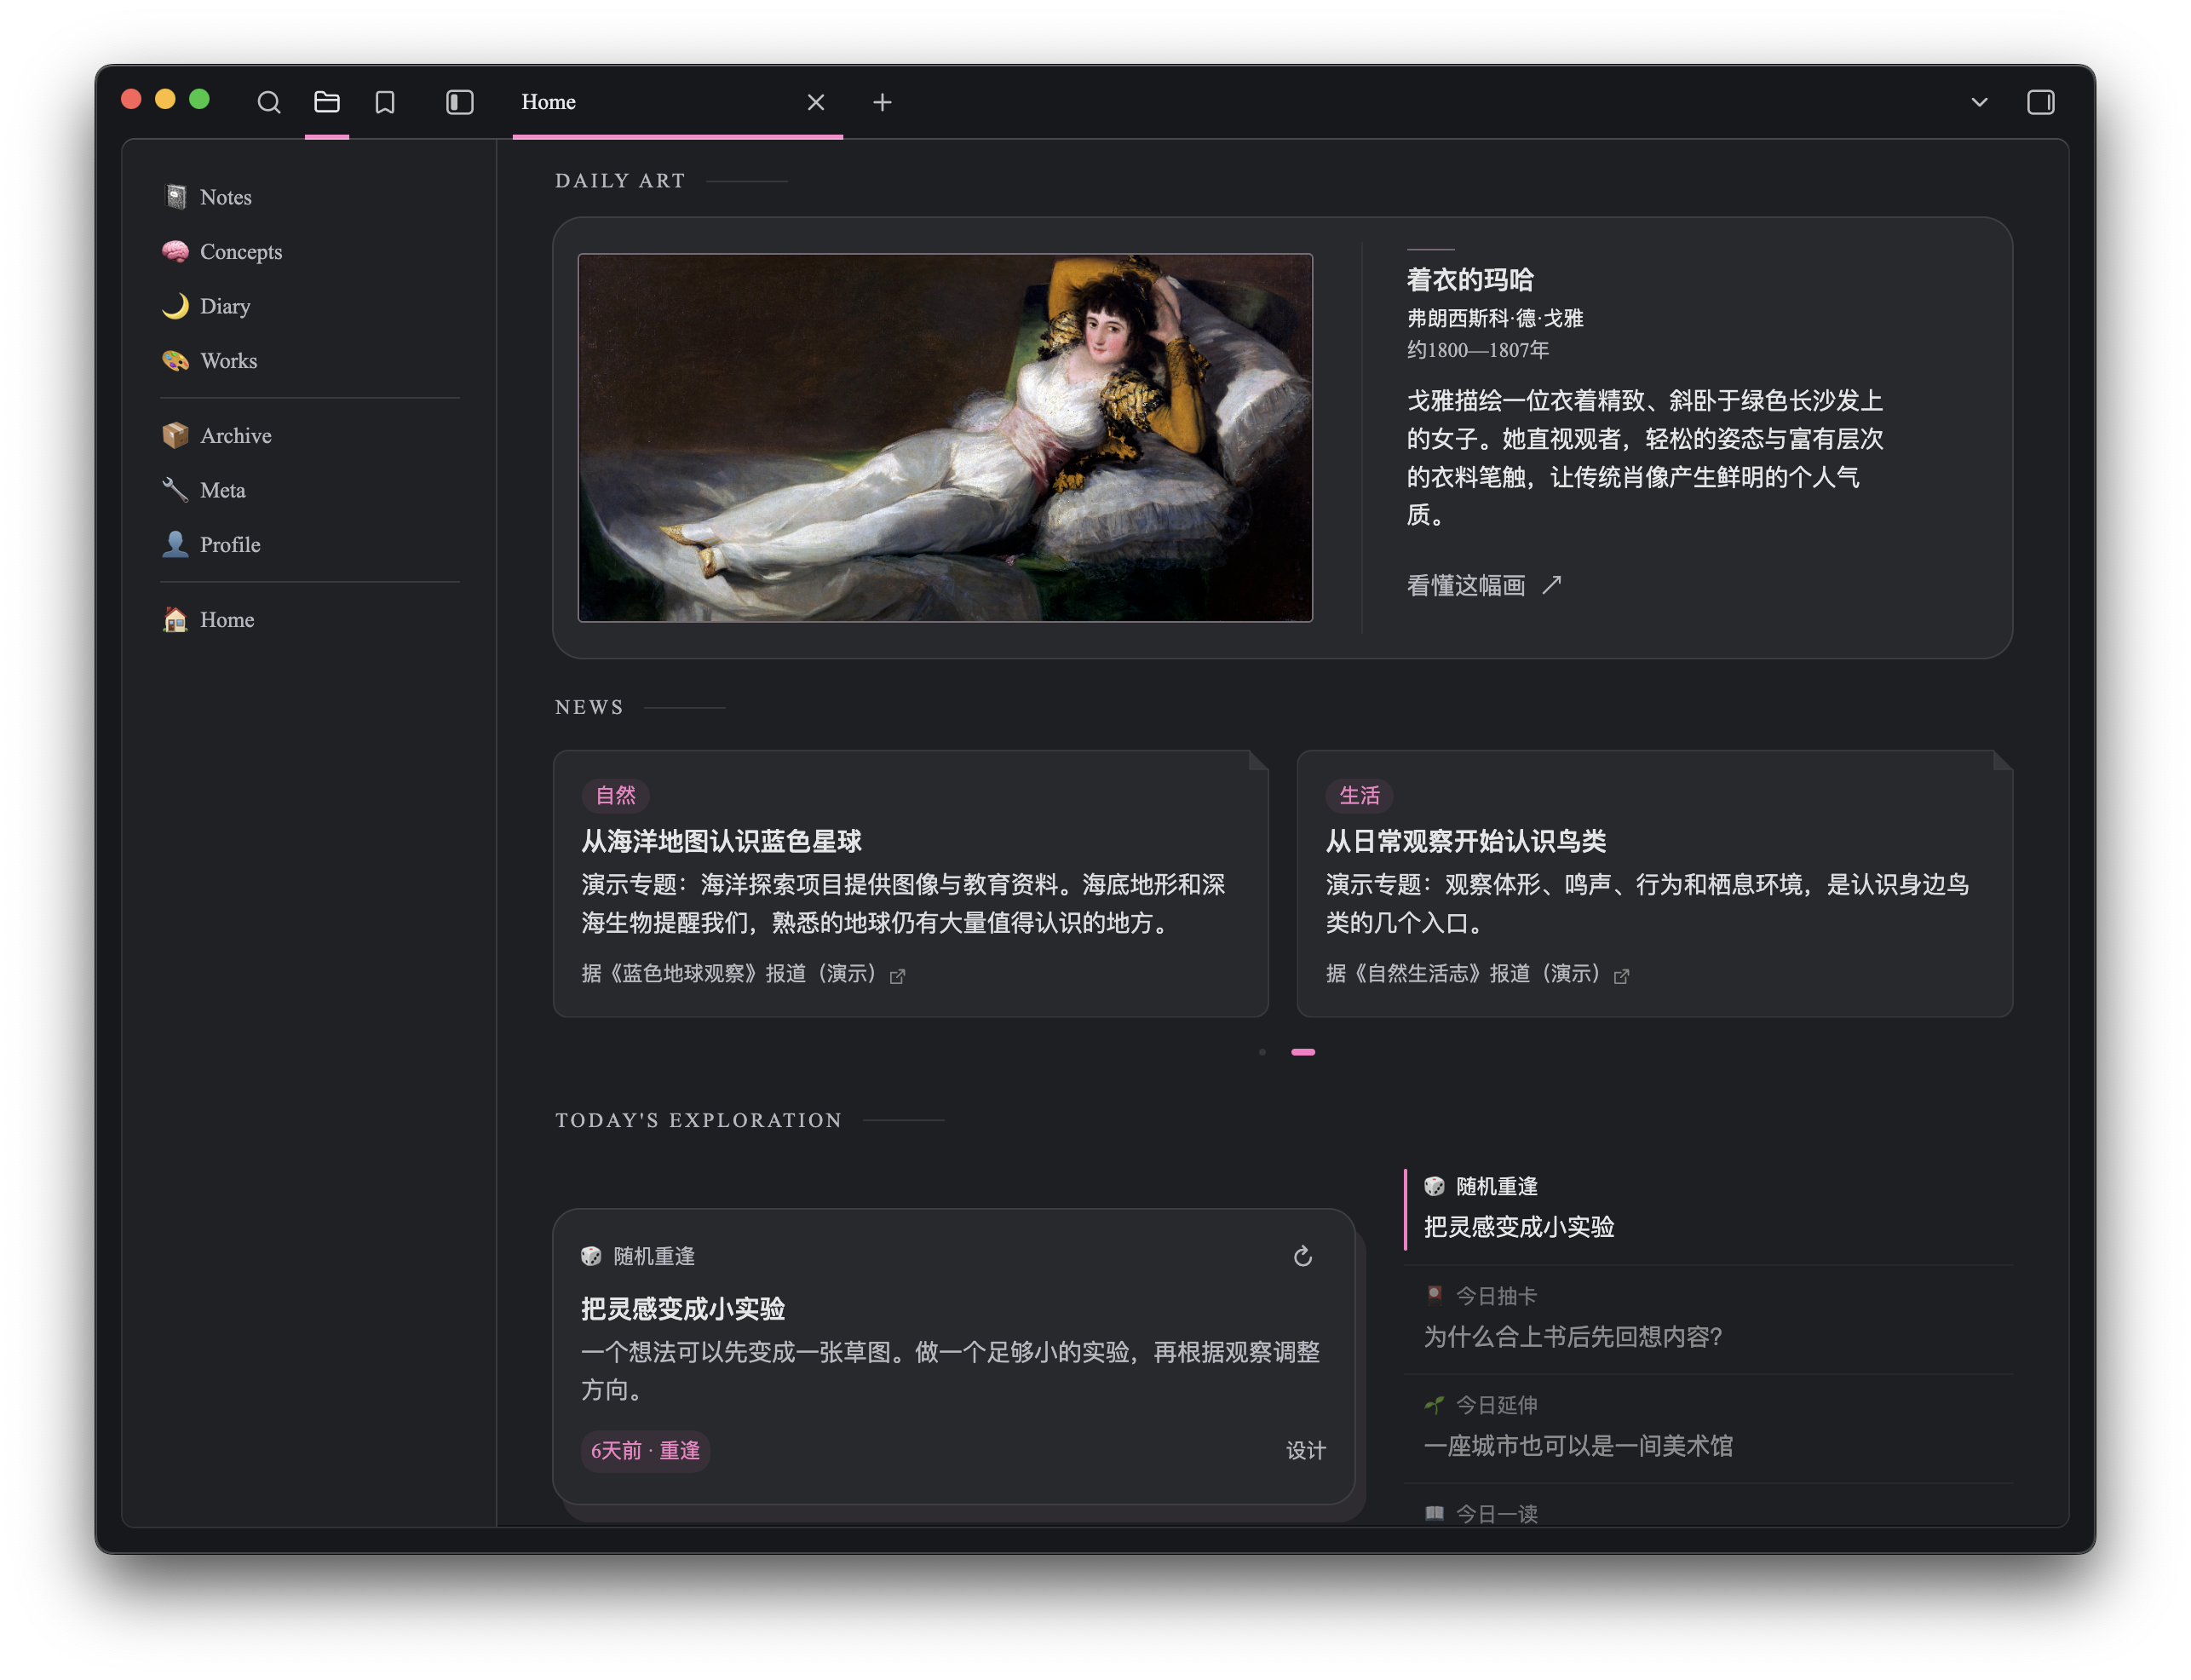 Home
Notes
Concepts
Diary
Works
Archive
Meta
Profile
Home
DAILY ART
着衣的玛哈
弗朗西斯科·德·戈雅
约1800—1807年
戈雅描绘一位衣着精致、斜卧于绿色长沙发上
的女子。她直视观者，轻松的姿态与富有层次
的衣料笔触，让传统肖像产生鲜明的个人气
质。
看懂这幅画 ↗
NEWS
自然
从海洋地图认识蓝色星球
演示专题：海洋探索项目提供图像与教育资料。海底地形和深
海生物提醒我们，熟悉的地球仍有大量值得认识的地方。
据《蓝色地球观察》报道（演示）
生活
从日常观察开始认识鸟类
演示专题：观察体形、鸣声、行为和栖息环境，是认识身边鸟
类的几个入口。
据《自然生活志》报道（演示）
TODAY'S EXPLORATION
随机重逢
把灵感变成小实验
一个想法可以先变成一张草图。做一个足够小的实验，再根据观察调整
方向。
6天前 · 重逢
设计
随机重逢
把灵感变成小实验
今日抽卡
为什么合上书后先回想内容？
今日延伸
一座城市也可以是一间美术馆
今日一读